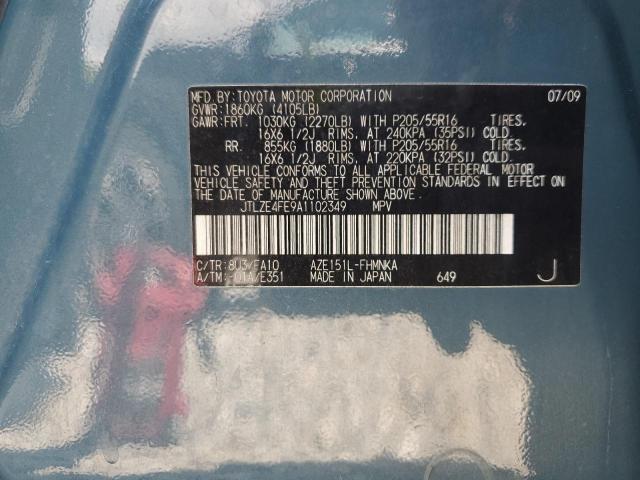 MFD.BY:TOYOTA MOTOR CORPORATION 07/09
GVWR:1860KG (4105LB)
GAWR:FRT. 1030KG (2270LB) WITH P205/55R16 TIRES.
16X6 1/2J RIMS, AT 240KPA (35PSI) COLD.
RR. 855KG (1880LB) WITH P205/55R16 TIRES.
16X6 1/2J RIMS, AT 220KPA (32PSI) COLD.
THIS VEHICLE CONFORMS TO ALL APPLICABLE FEDERAL MOTOR
VEHICLE SAFETY AND THEFT PREVENTION STANDARDS IN EFFECT ON
THE DATE OF MANUFACTURE SHOWN ABOVE.
JTLZE4FE9A1102349 MPV
C/TR:8U3/FA10 AZE151L-FHMNKA
A/TM:-01A/E351 MADE IN JAPAN 649 J